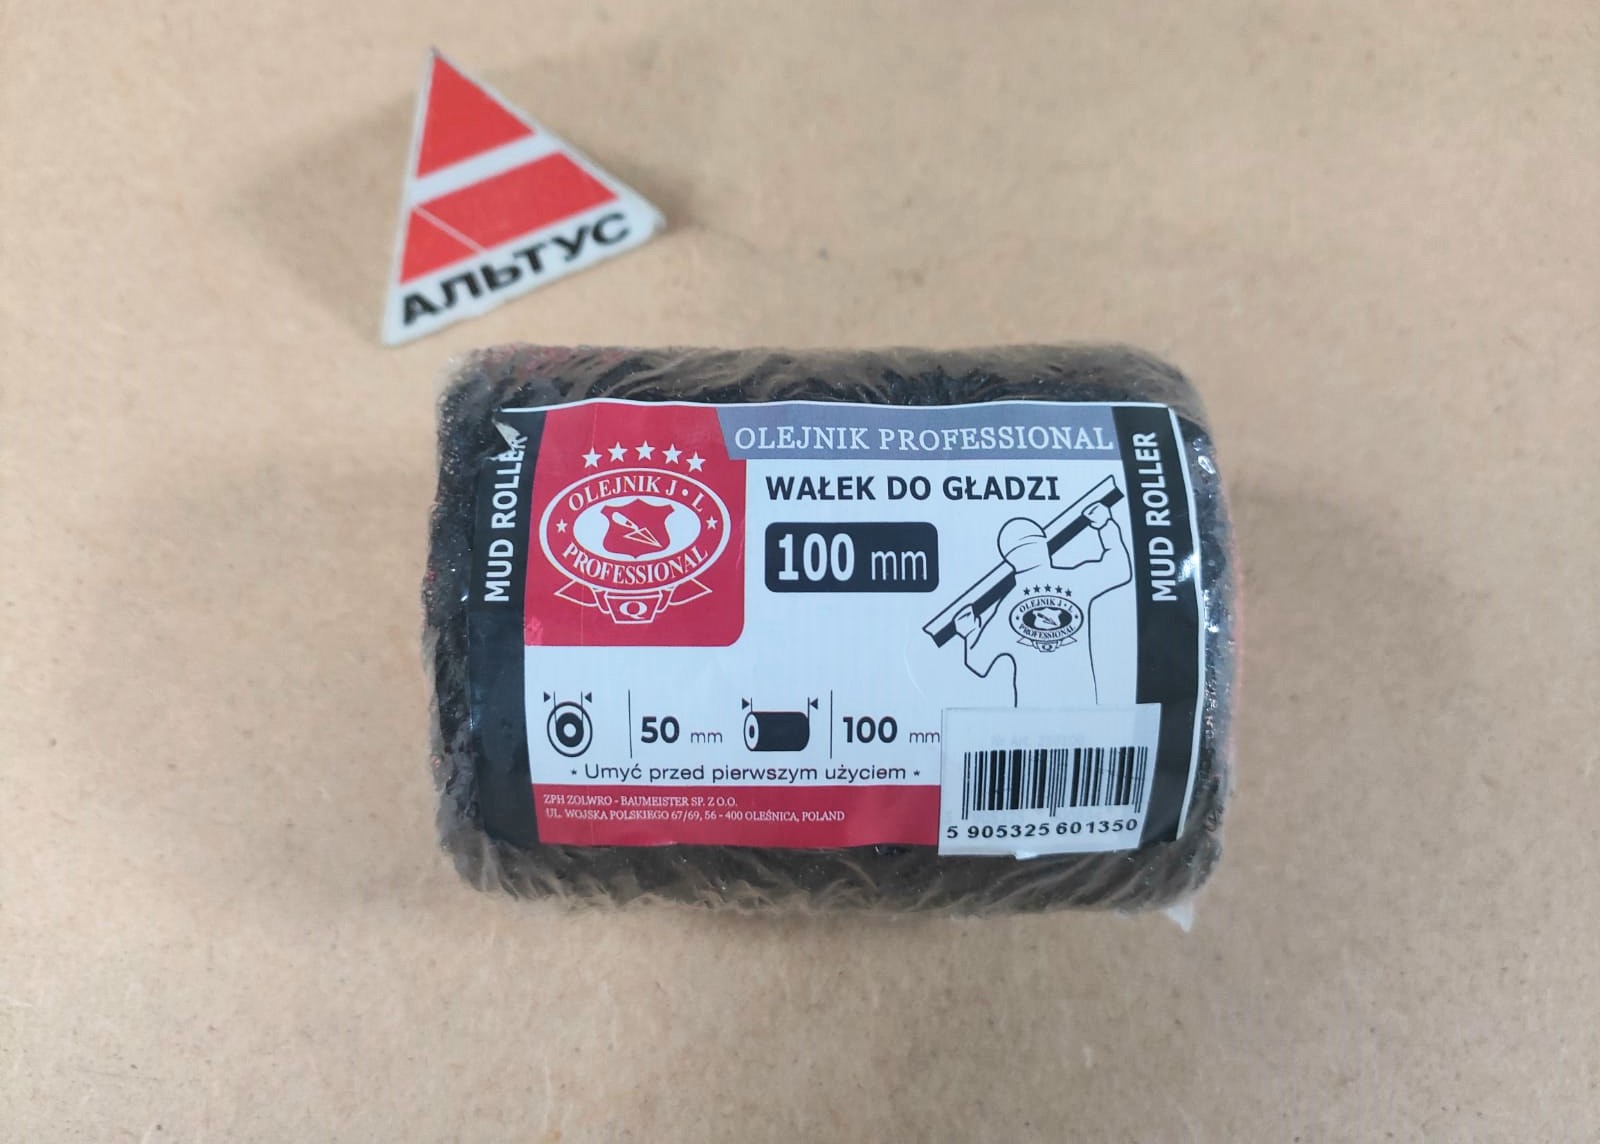 АЛЬТУС
MUD ROLLER
OLEJNIK PROFESSIONAL
OLEJNIK J • L
PROFESSIONAL
Q
WAŁEK DO GŁADZI
100 mm
OLEJNIK J • L
PROFESSIONAL
Q
MUD ROLLER
50 mm
100 mm
* Umyć przed pierwszym użyciem *
ZPH ZOLWRO - BAUMEISTER SP. Z O.O.
UL. WOJSKA POLSKIEGO 67/69, 56 - 400 OLEŚNICA, POLAND
5 905325 601350